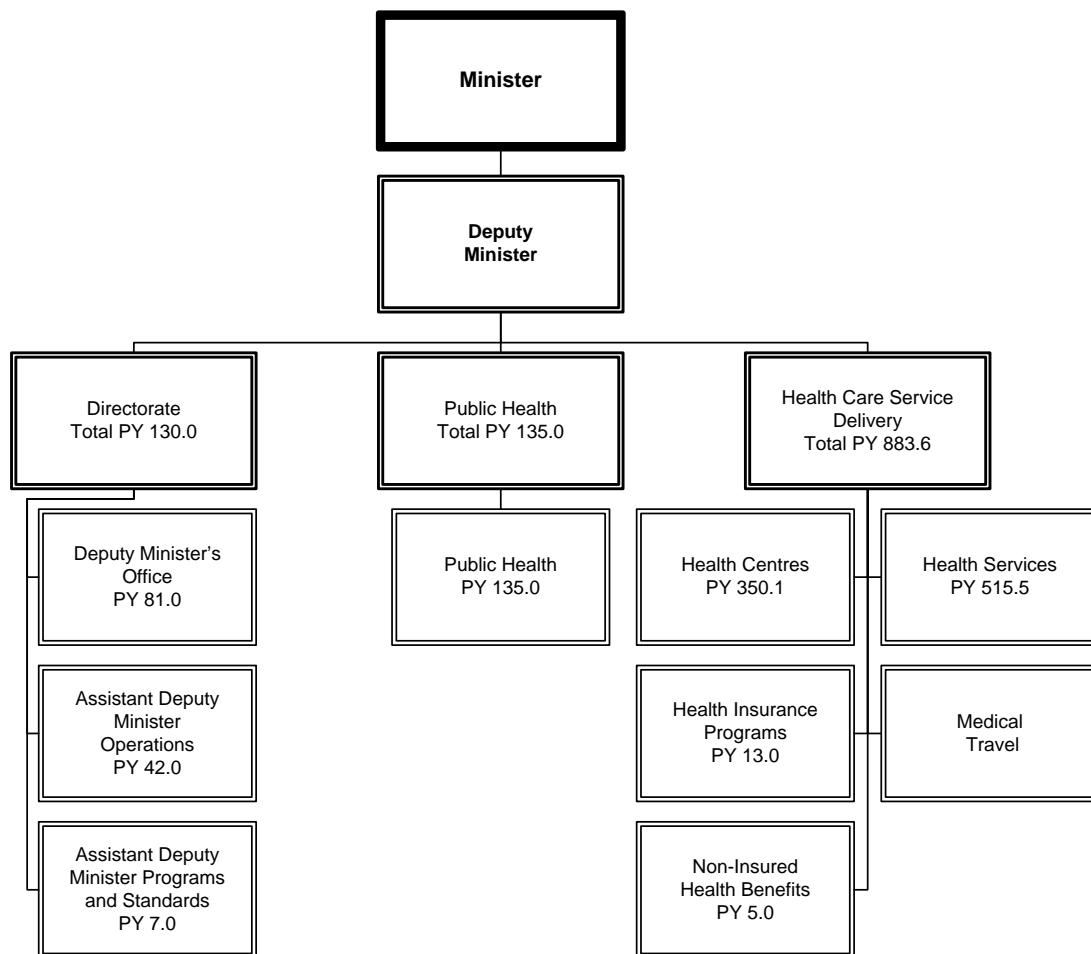 Minister
Deputy
Minister
Directorate
Total PY 130.0
Public Health
Total PY 135.0
Health Care Service
Delivery
Total PY 883.6
Deputy Minister’s
Office
PY 81.0
Public Health
PY 135.0
Health Centres
PY 350.1
Health Services
PY 515.5
Assistant Deputy
Minister
Operations
PY 42.0
Health Insurance
Programs
PY 13.0
Medical
Travel
Assistant Deputy
Minister Programs
and Standards
PY 7.0
Non-Insured
Health Benefits
PY 5.0